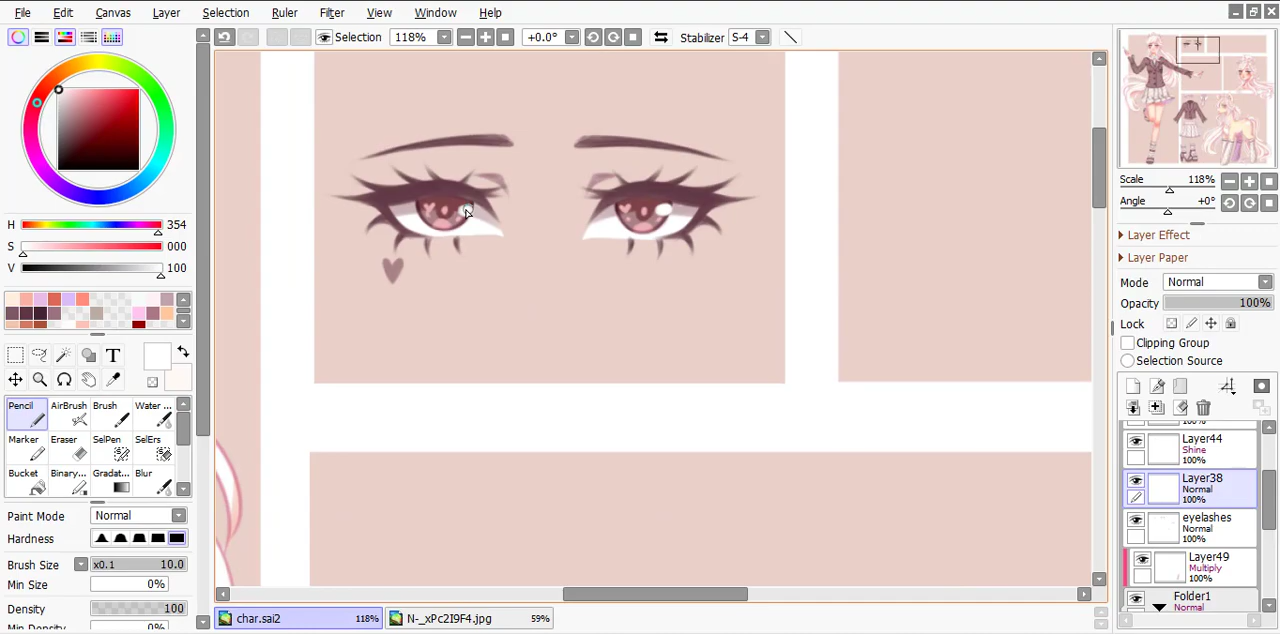 File Edit Canvas Layer Selection Ruler Filter View Window Help
Selection 118% +0.0° Stabilizer S-4
H 354
S 000
V 100
T
Pencil AirBrush Brush Water ...
Marker Eraser SelPen SelErs
Bucket Binary... Gradat... Blur
Paint Mode Normal
Hardness
Brush Size x0.1 10.0
Min Size 0%
Density 100
Scale 118%
Angle +0°
Layer Effect
Layer Paper
Mode Normal
Opacity 100%
Lock
Clipping Group
Selection Source
Layer44
Shine
100%
Layer38
Normal
100%
eyelashes
Normal
100%
Layer49
Multiply
100%
Folder1
Normal
char.sai2 118% N-_xPc2I9F4.jpg 59%